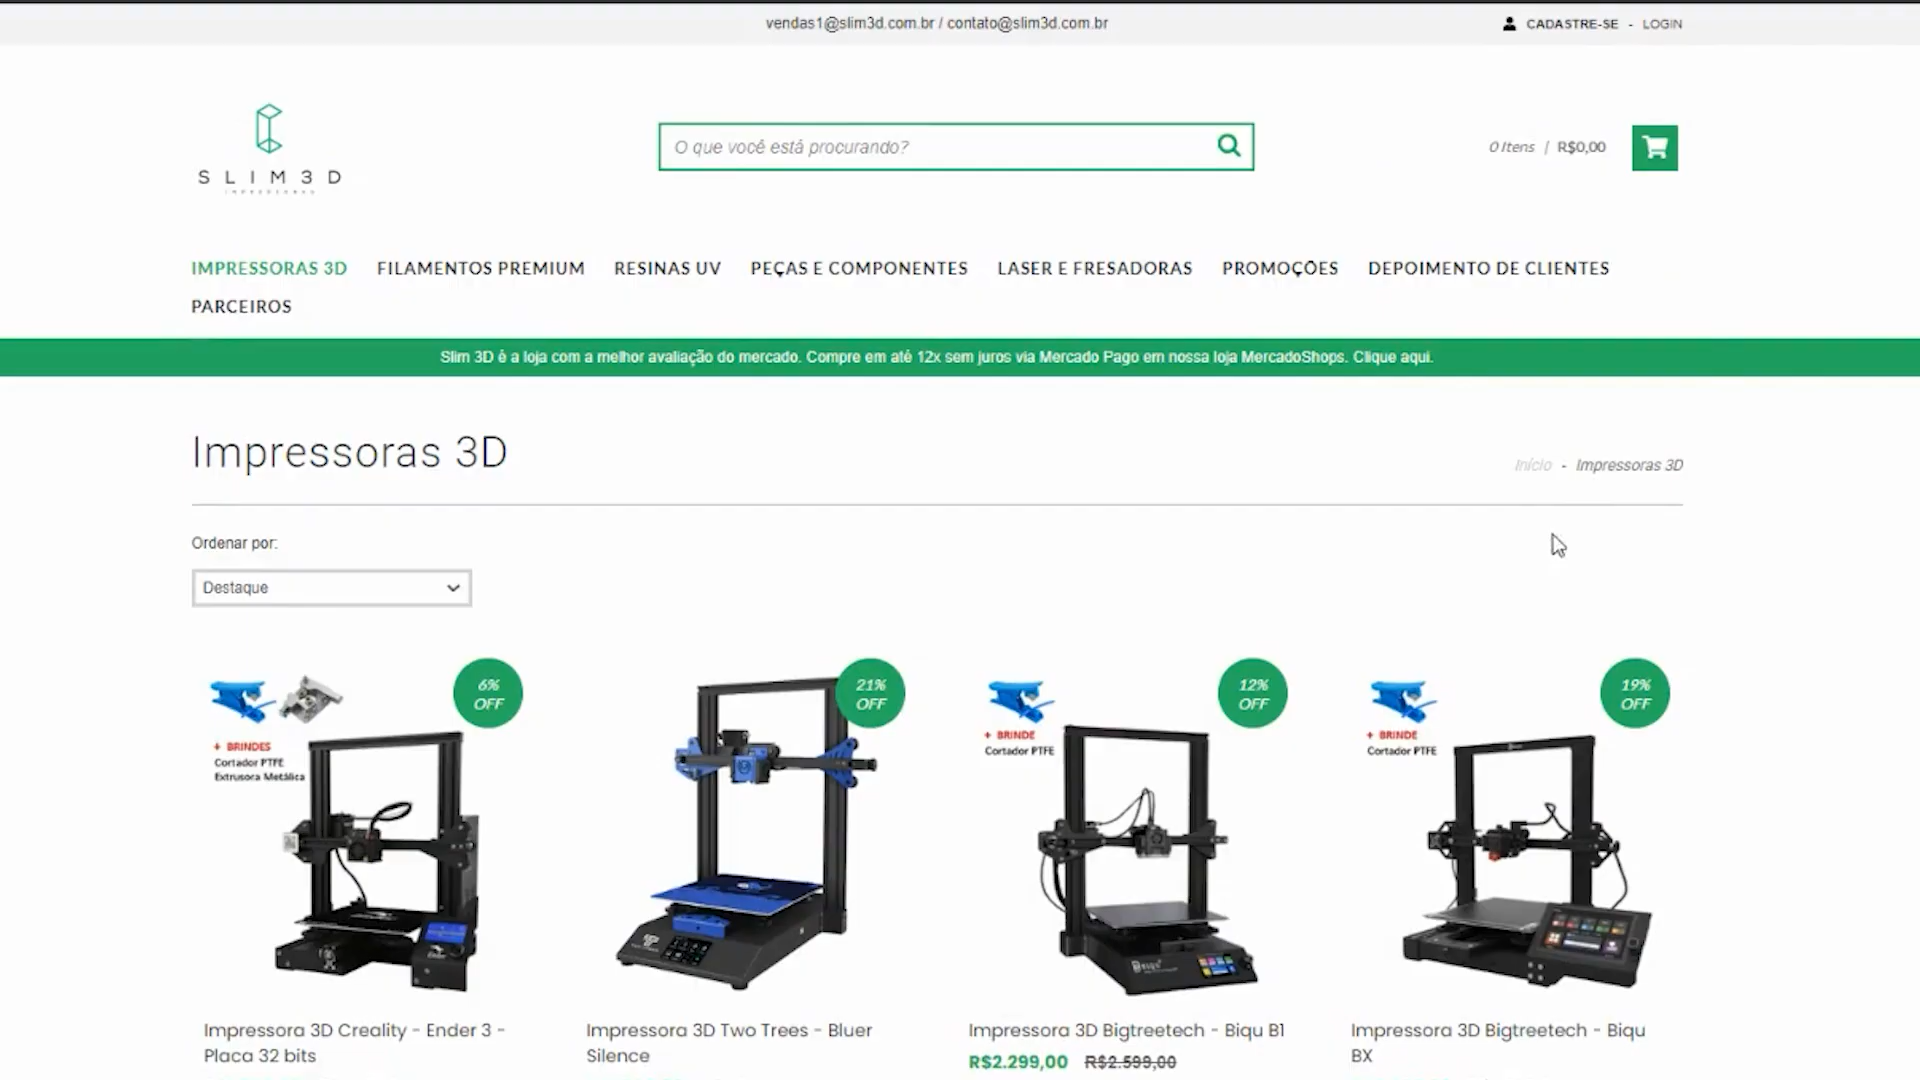 vendas1@slim3d.com.br / contato@slim3d.com.br
CADASTRE-SE - LOGIN
SLIM3D
O que você está procurando?
0 Itens / R$0,00
IMPRESSORAS 3D FILAMENTOS PREMIUM RESINAS UV PEÇAS E COMPONENTES LASER E FRESADORAS PROMOÇÕES DEPOIMENTO DE CLIENTES
PARCEIROS
Slim 3D é a loja com a melhor avaliação do mercado. Compre em até 12x sem juros via Mercado Pago em nossa loja MercadoShops. Clique aqui.
Impressoras 3D
Início - Impressoras 3D
Ordenar por:
Destaque
6%
OFF
+ BRINDES
Cortador PTFE
Extrusora Metálica
Impressora 3D Creality - Ender 3 -
Placa 32 bits
21%
OFF
Impressora 3D Two Trees - Bluer
Silence
12%
OFF
+ BRINDE
Cortador PTFE
Impressora 3D Bigtreetech - Biqu B1
R$2.299,00 R$2.599,00
19%
OFF
+ BRINDE
Cortador PTFE
Impressora 3D Bigtreetech - Biqu
BX